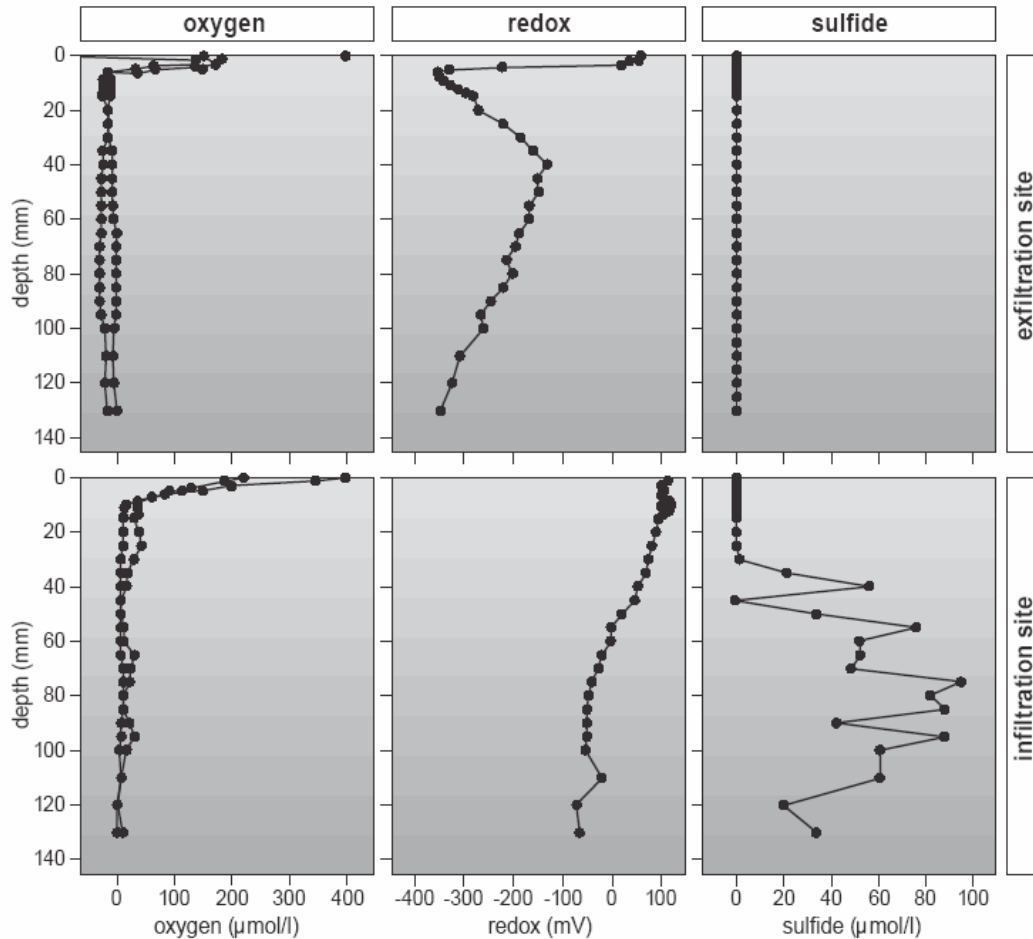 oxygen redox sulfide
0
20
40
60
80
100
120
140
depth (mm)
exfiltration site
0
20
40
60
80
100
120
140
depth (mm)
infiltration site
0 100 200 300 400 -400 -300 -200 -100 0 100 0 20 40 60 80 100
oxygen (µmol/l) redox (mV) sulfide (µmol/l)